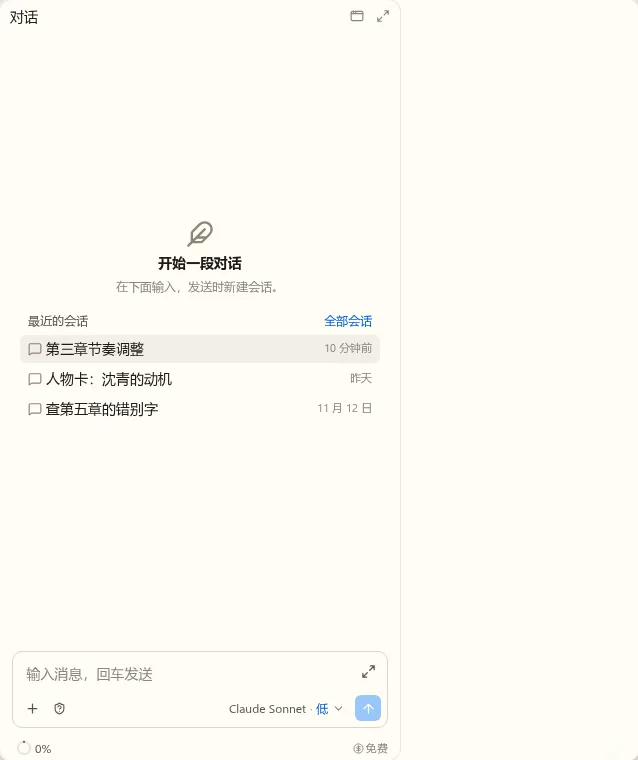 对话
开始一段对话
在下面输入，发送时新建会话。
最近的会话 全部会话
第三章节奏调整 10 分钟前
人物卡：沈青的动机 昨天
查第五章的错别字 11 月 12 日
输入消息，回车发送
Claude Sonnet · 低
0% 免费